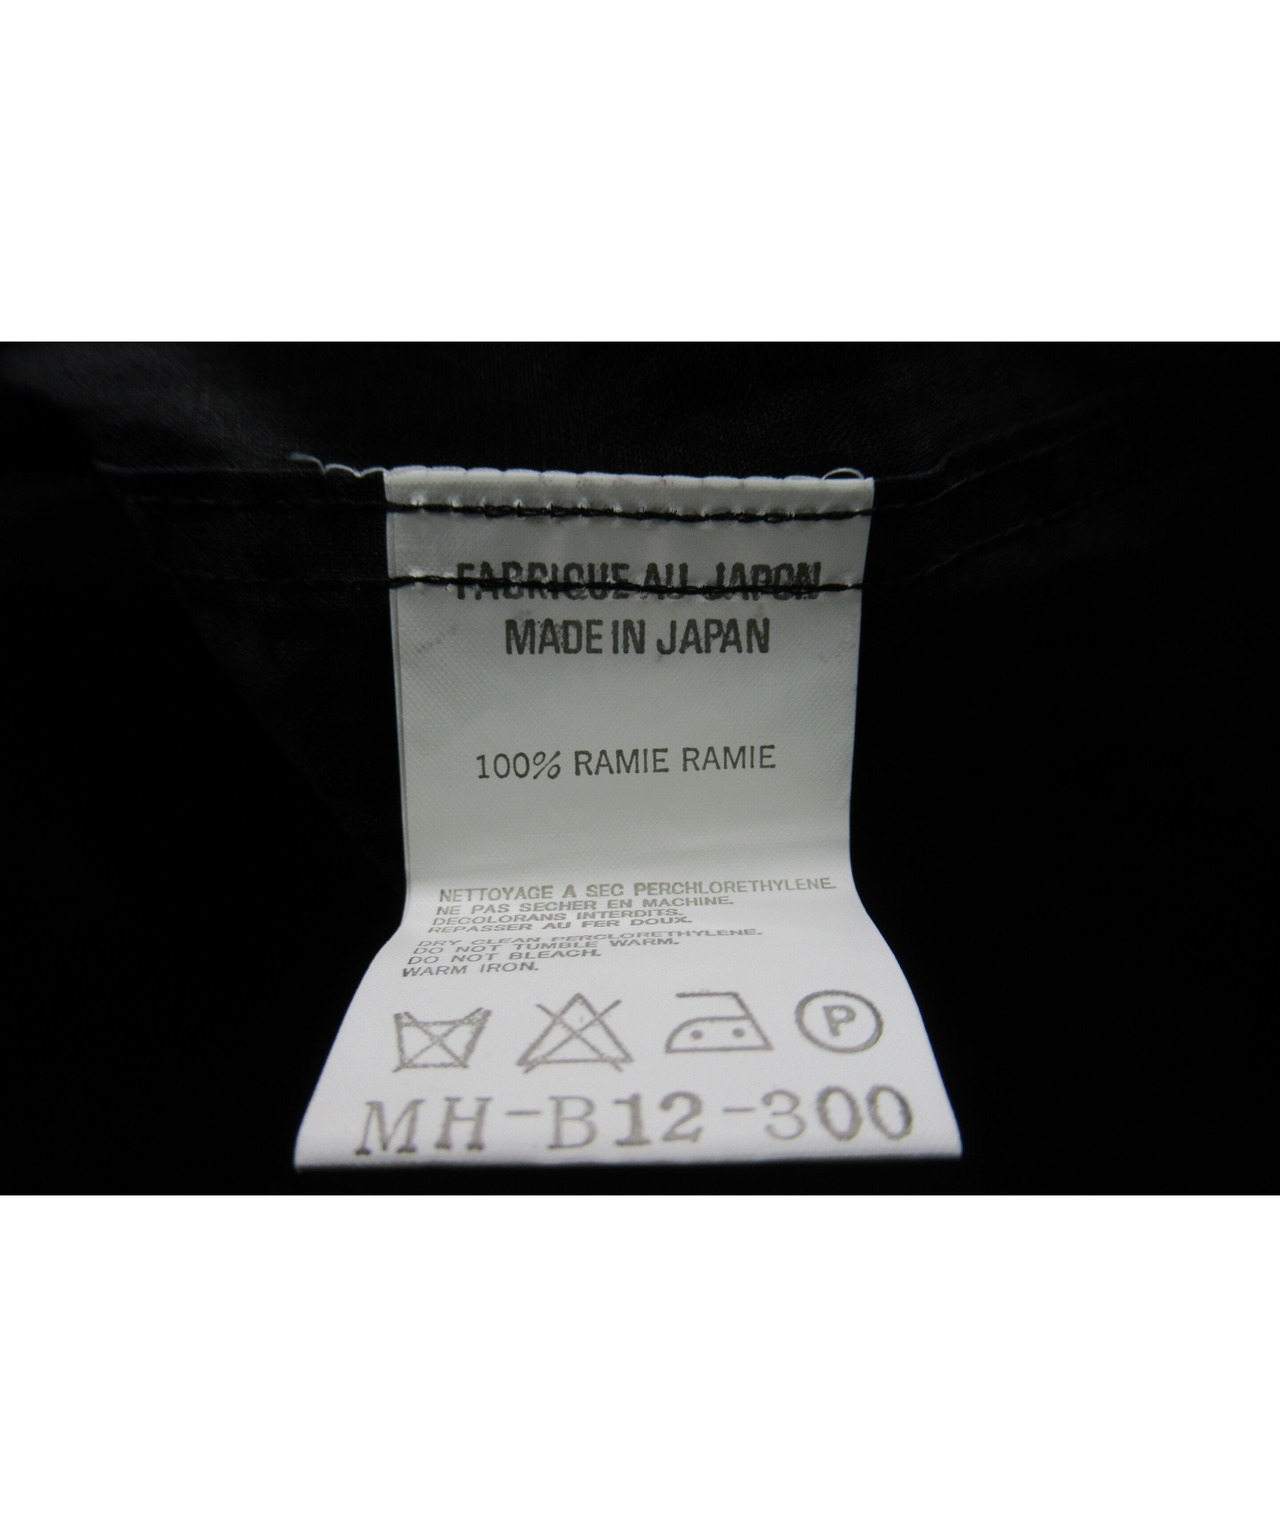 FABRIQUE AU JAPON
MADE IN JAPAN
100% RAMIE RAMIE
NETTOYAGE A SEC PERCHLORETHYLENE.
NE PAS SECHER EN MACHINE.
DECOLORANS INTERDITS.
REPASSER AU FER DOUX.
DRY CLEAN PERCLORETHYLENE.
DO NOT TUMBLE WARM.
DO NOT BLEACH.
WARM IRON.
P
MH-B12-300